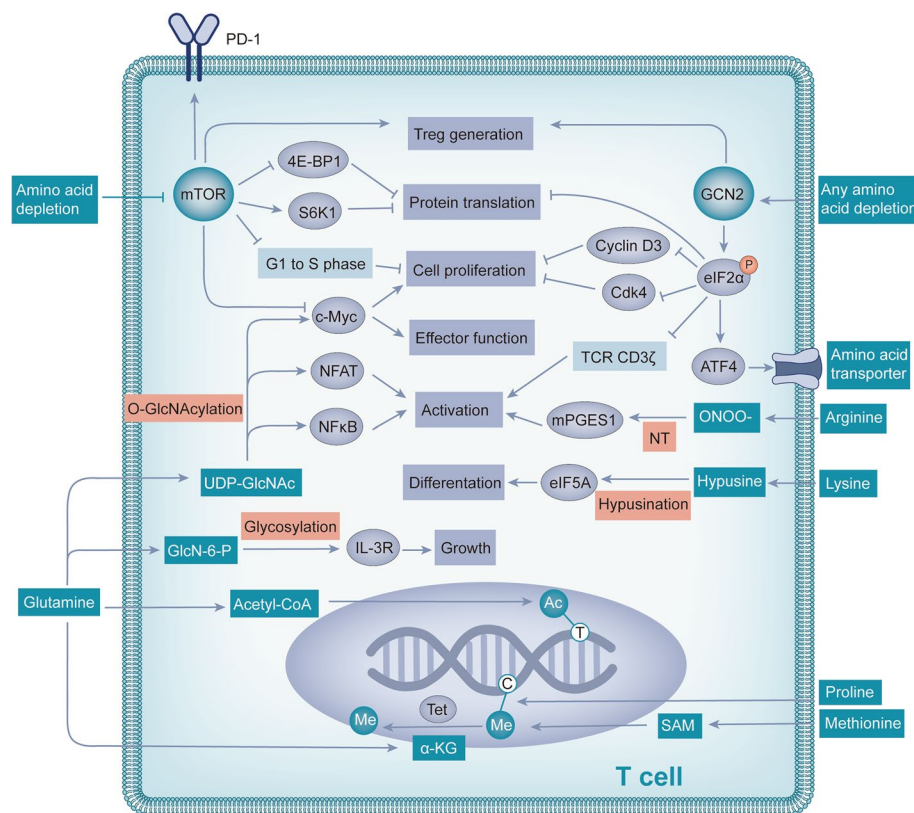 PD-1
Treg generation
4E-BP1
Amino acid
depletion
mTOR
S6K1
Protein translation
GCN2
Any amino
acid depletion
G1 to S phase
Cell proliferation
Cyclin D3
Cdk4
eIF2α
P
c-Myc
Effector function
TCR CD3ζ
ATF4
Amino acid
transporter
NFAT
O-GlcNAcylation
Activation
mPGES1
ONOO-
Arginine
NFκB
NT
UDP-GlcNAc
Differentation
eIF5A
Hypusine
Lysine
Hypusination
Glycosylation
GlcN-6-P
IL-3R
Growth
Glutamine
Acetyl-CoA
Ac
T
C
Proline
Tet
Me
Me
SAM
Methionine
α-KG
T cell